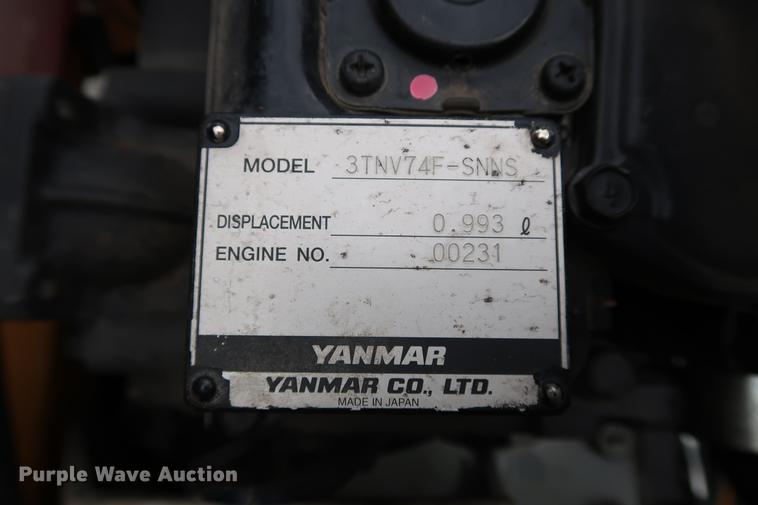 MODEL 3TNV74F-SNNS
DISPLACEMENT 0.993 ℓ
ENGINE NO. 00231
YANMAR
YANMAR CO., LTD.
MADE IN JAPAN
Purple Wave Auction